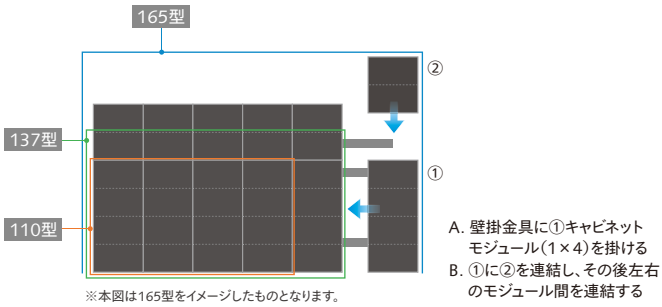 165型
②
137型
①
110型
A. 壁掛金具に①キャビネット
モジュール(1×4)を掛ける
B. ①に②を連結し、その後左右
のモジュール間を連結する
※本図は165型をイメージしたものとなります。